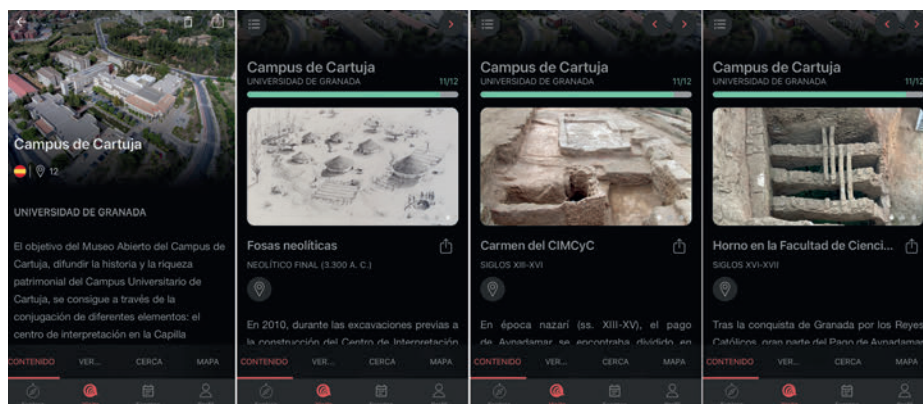 Campus de Cartuja
12
UNIVERSIDAD DE GRANADA
El objetivo del Museo Abierto del Campus de
Cartuja, difundir la historia y la riqueza
patrimonial del Campus Universitario de
Cartuja, se consigue a través de la
conjugación de diferentes elementos: el
centro de interpretación en la Capilla
CONTENIDO VER... CERCA MAPA
Campus de Cartuja
UNIVERSIDAD DE GRANADA 11/12
Fosas neolíticas
NEOLÍTICO FINAL (3.300 A. C.)
En 2010, durante las excavaciones previas a
la construcción del Centro de Interpretación
CONTENIDO VER... CERCA MAPA
Campus de Cartuja
UNIVERSIDAD DE GRANADA 11/12
Carmen del CIMCyC
SIGLOS XIII-XVI
En época nazarí (ss. XIII-XV), el pago
de Aynadamar se encontraba dividido en
CONTENIDO VER... CERCA MAPA
Campus de Cartuja
UNIVERSIDAD DE GRANADA 11/12
Horno en la Facultad de Cienci...
SIGLOS XVI-XVII
Tras la conquista de Granada por los Reyes
Católicos, gran parte del Pago de Aynadamar
CONTENIDO VER... CERCA MAPA